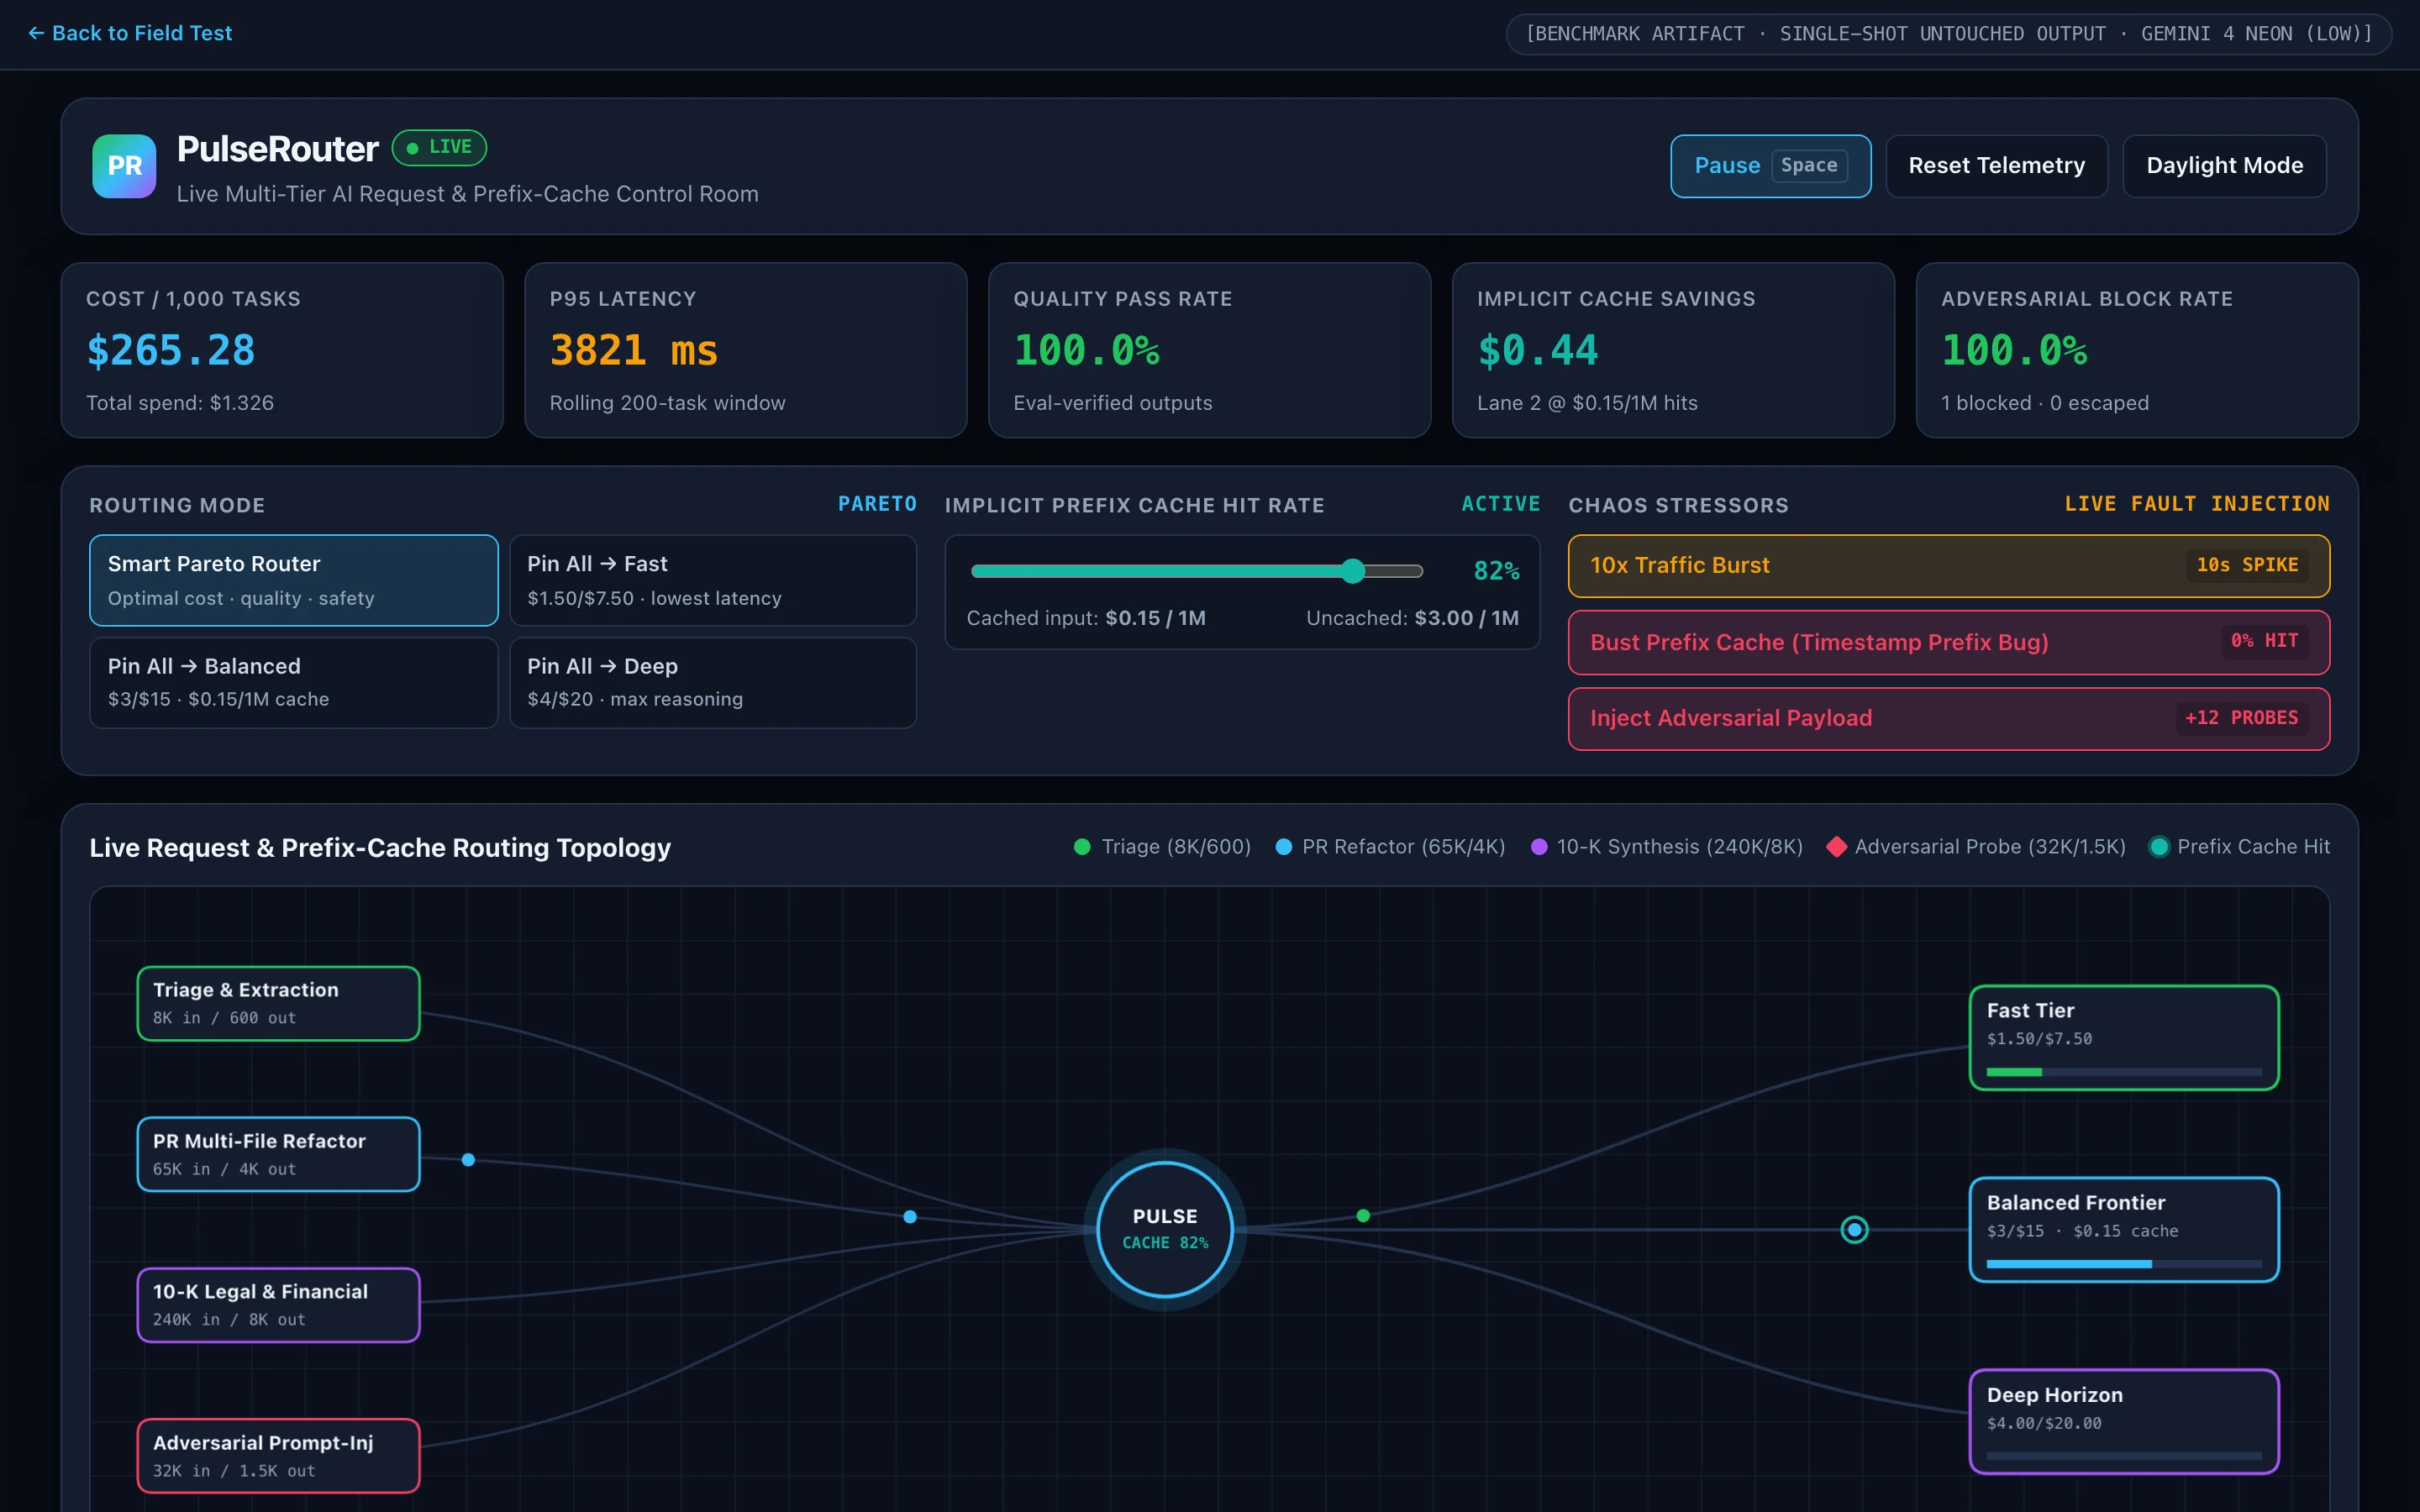 ← Back to Field Test
[BENCHMARK ARTIFACT · SINGLE–SHOT UNTOUCHED OUTPUT · GEMINI 4 NEON (LOW)]
PR
PulseRouter
LIVE
Live Multi-Tier AI Request & Prefix-Cache Control Room
Pause Space
Reset Telemetry
Daylight Mode
COST / 1,000 TASKS
$265.28
Total spend: $1.326
P95 LATENCY
3821 ms
Rolling 200-task window
QUALITY PASS RATE
100.0%
Eval-verified outputs
IMPLICIT CACHE SAVINGS
$0.44
Lane 2 @ $0.15/1M hits
ADVERSARIAL BLOCK RATE
100.0%
1 blocked · 0 escaped
ROUTING MODE
PARETO
Smart Pareto Router
Optimal cost · quality · safety
Pin All → Fast
$1.50/$7.50 · lowest latency
Pin All → Balanced
$3/$15 · $0.15/1M cache
Pin All → Deep
$4/$20 · max reasoning
IMPLICIT PREFIX CACHE HIT RATE
ACTIVE
82%
Cached input: $0.15 / 1M
Uncached: $3.00 / 1M
CHAOS STRESSORS
LIVE FAULT INJECTION
10x Traffic Burst
10s SPIKE
Bust Prefix Cache (Timestamp Prefix Bug)
0% HIT
Inject Adversarial Payload
+12 PROBES
Live Request & Prefix-Cache Routing Topology
Triage (8K/600)
PR Refactor (65K/4K)
10-K Synthesis (240K/8K)
Adversarial Probe (32K/1.5K)
Prefix Cache Hit
Triage & Extraction
8K in / 600 out
PR Multi-File Refactor
65K in / 4K out
10-K Legal & Financial
240K in / 8K out
Adversarial Prompt-Inj
32K in / 1.5K out
PULSE
CACHE 82%
Fast Tier
$1.50/$7.50
Balanced Frontier
$3/$15 · $0.15 cache
Deep Horizon
$4.00/$20.00